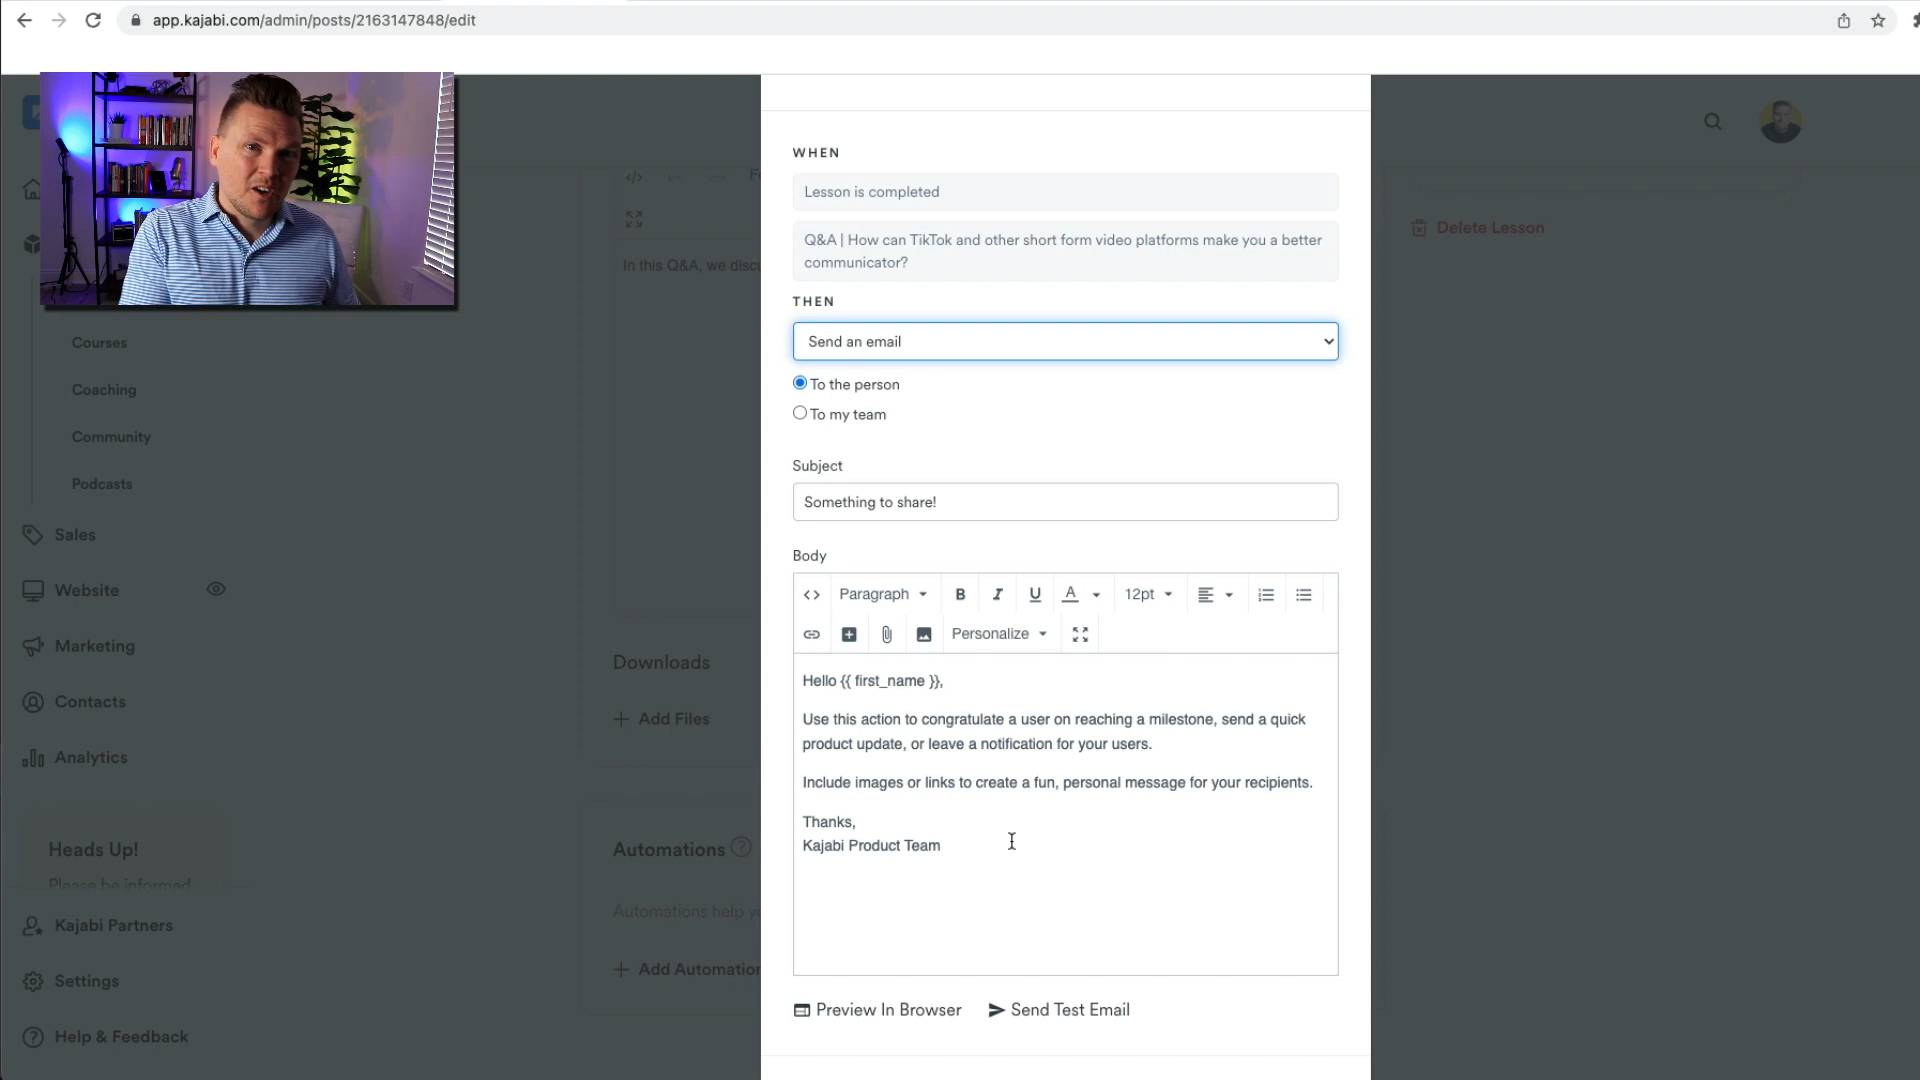 app.kajabi.com/admin/posts/2163147848/edit
Courses
Coaching
Community
Podcasts
Sales
Website
Marketing
Contacts
Analytics
Heads Up!
Please be informed
Kajabi Partners
Settings
Help & Feedback
In this Q&A, we disc
Downloads
Add Files
Automations
Automations help
Add Automation
WHEN
Lesson is completed
Q&A | How can TikTok and other short form video platforms make you a better
communicator?
THEN
Send an email
To the person
To my team
Subject
Something to share!
Body
Paragraph B I U A 12pt
Personalize
Hello {{ first_name }},
Use this action to congratulate a user on reaching a milestone, send a quick
product update, or leave a notification for your users.
Include images or links to create a fun, personal message for your recipients.
Thanks,
Kajabi Product Team
Preview In Browser
Send Test Email
Delete Lesson